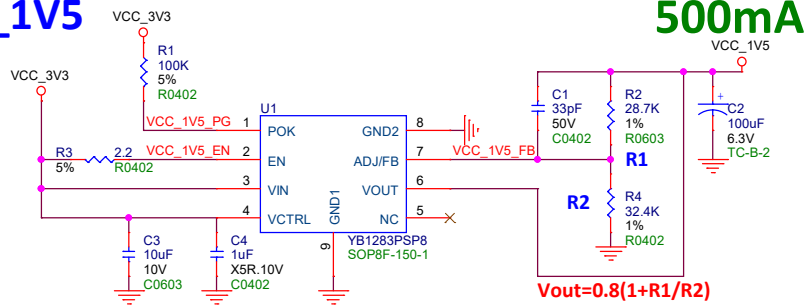 _1V5
500mA
VCC_3V3
VCC_1V5
VCC_3V3
R1
100K
5%
R0402
VCC_1V5_PG
1
U1
POK
GND2
8
R3
5%
2.2
R0402
VCC_1V5_EN
2
EN
ADJ/FB
7
VCC_1V5_FB
3
VIN
VOUT
6
4
VCTRL
NC
5
GND1
9
YB1283PSP8
SOP8F-150-1
C3
10uF
10V
C0603
C4
1uF
X5R.10V
C0402
C1
33pF
50V
C0402
R2
28.7K
1%
R0603
R1
+
C2
100uF
6.3V
TC-B-2
R2
R4
32.4K
1%
R0402
Vout=0.8(1+R1/R2)